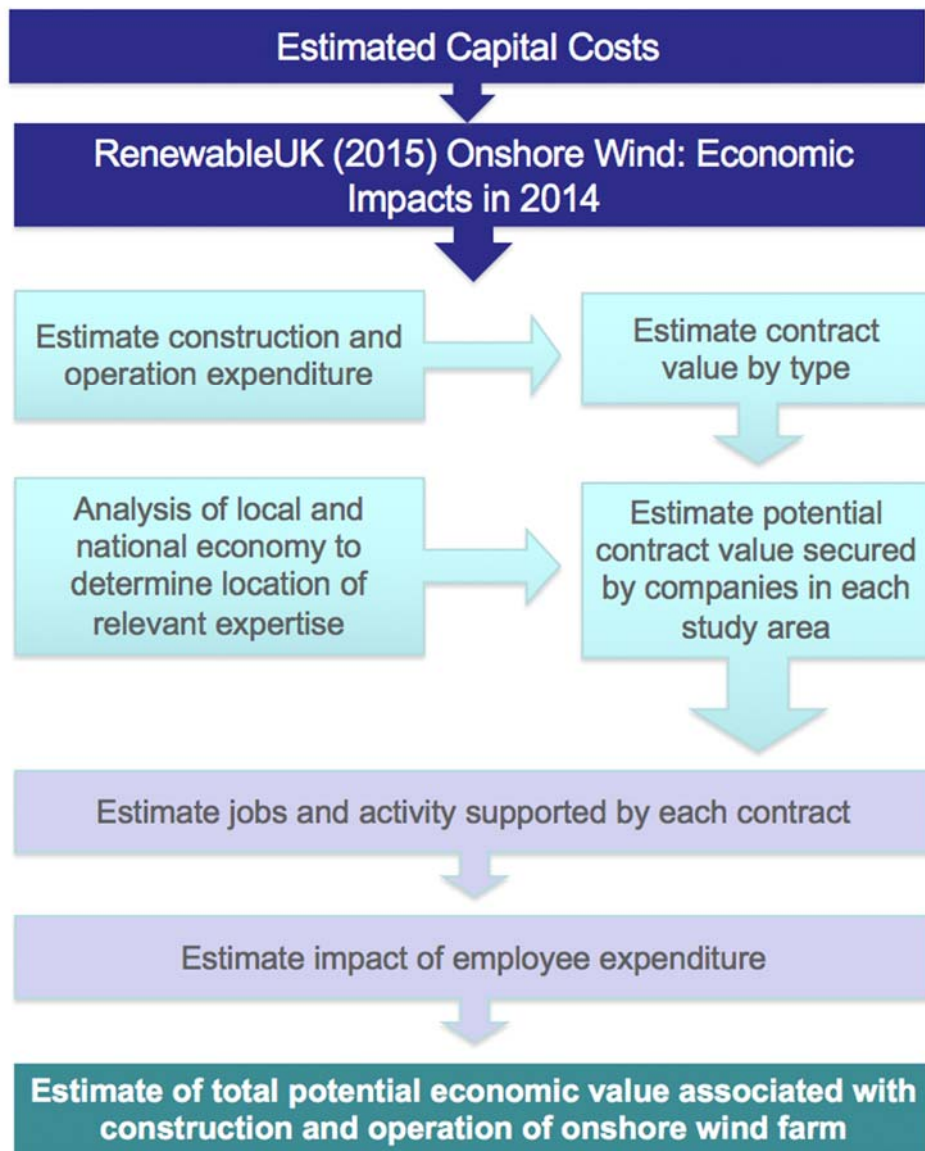 Estimated Capital Costs
RenewableUK (2015) Onshore Wind: Economic
Impacts in 2014
Estimate construction and
operation expenditure
Estimate contract
value by type
Analysis of local and
national economy to
determine location of
relevant expertise
Estimate potential
contract value secured
by companies in each
study area
Estimate jobs and activity supported by each contract
Estimate impact of employee expenditure
Estimate of total potential economic value associated with
construction and operation of onshore wind farm